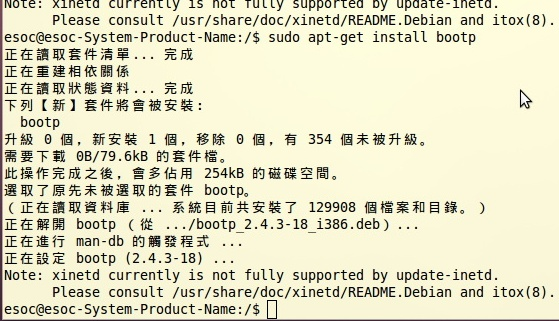 Note: xinetd currently is not fully supported by update-inetd.
      Please consult /usr/share/doc/xinetd/README.Debian and itox(8).
esoc@esoc-System-Product-Name:/$ sudo apt-get install bootp
正在讀取套件清單... 完成
正在重建相依關係
正在讀取狀態資料... 完成
下列【新】套件將會被安裝：
  bootp
升級 0 個，新安裝 1 個，移除 0 個，有 354 個未被升級。
需要下載 0B/79.6kB 的套件檔。
此操作完成之後，會多佔用 254kB 的磁碟空間。
選取了原先未被選取的套件 bootp。
（正在讀取資料庫 ... 系統目前共安裝了 129908 個檔案和目錄。）
正在解開 bootp （從 .../bootp_2.4.3-18_i386.deb）...
正在進行 man-db 的觸發程式 ...
正在設定 bootp (2.4.3-18) ...
Note: xinetd currently is not fully supported by update-inetd.
      Please consult /usr/share/doc/xinetd/README.Debian and itox(8).
esoc@esoc-System-Product-Name:/$